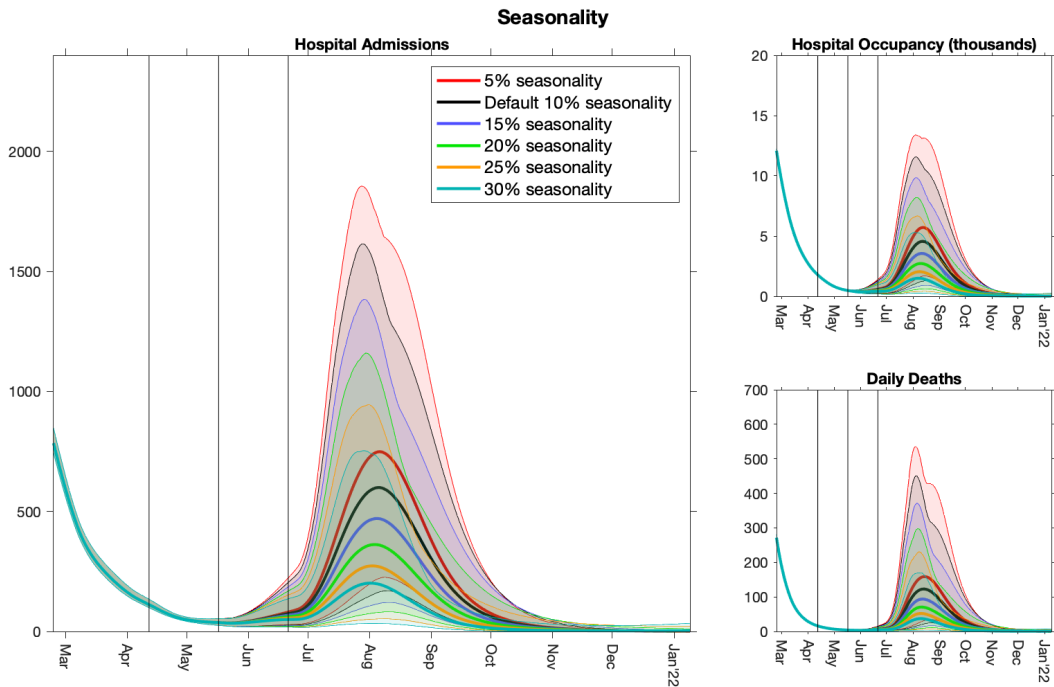 Seasonality
Hospital Admissions
2000
1500
1000
500
0
Mar Apr May Jun Jul Aug Sep Oct Nov Dec Jan'22
5% seasonality
Default 10% seasonality
15% seasonality
20% seasonality
25% seasonality
30% seasonality
Hospital Occupancy (thousands)
20
15
10
5
0
Mar Apr May Jun Jul Aug Sep Oct Nov Dec Jan'22
Daily Deaths
700
600
500
400
300
200
100
0
Mar Apr May Jun Jul Aug Sep Oct Nov Dec Jan'22